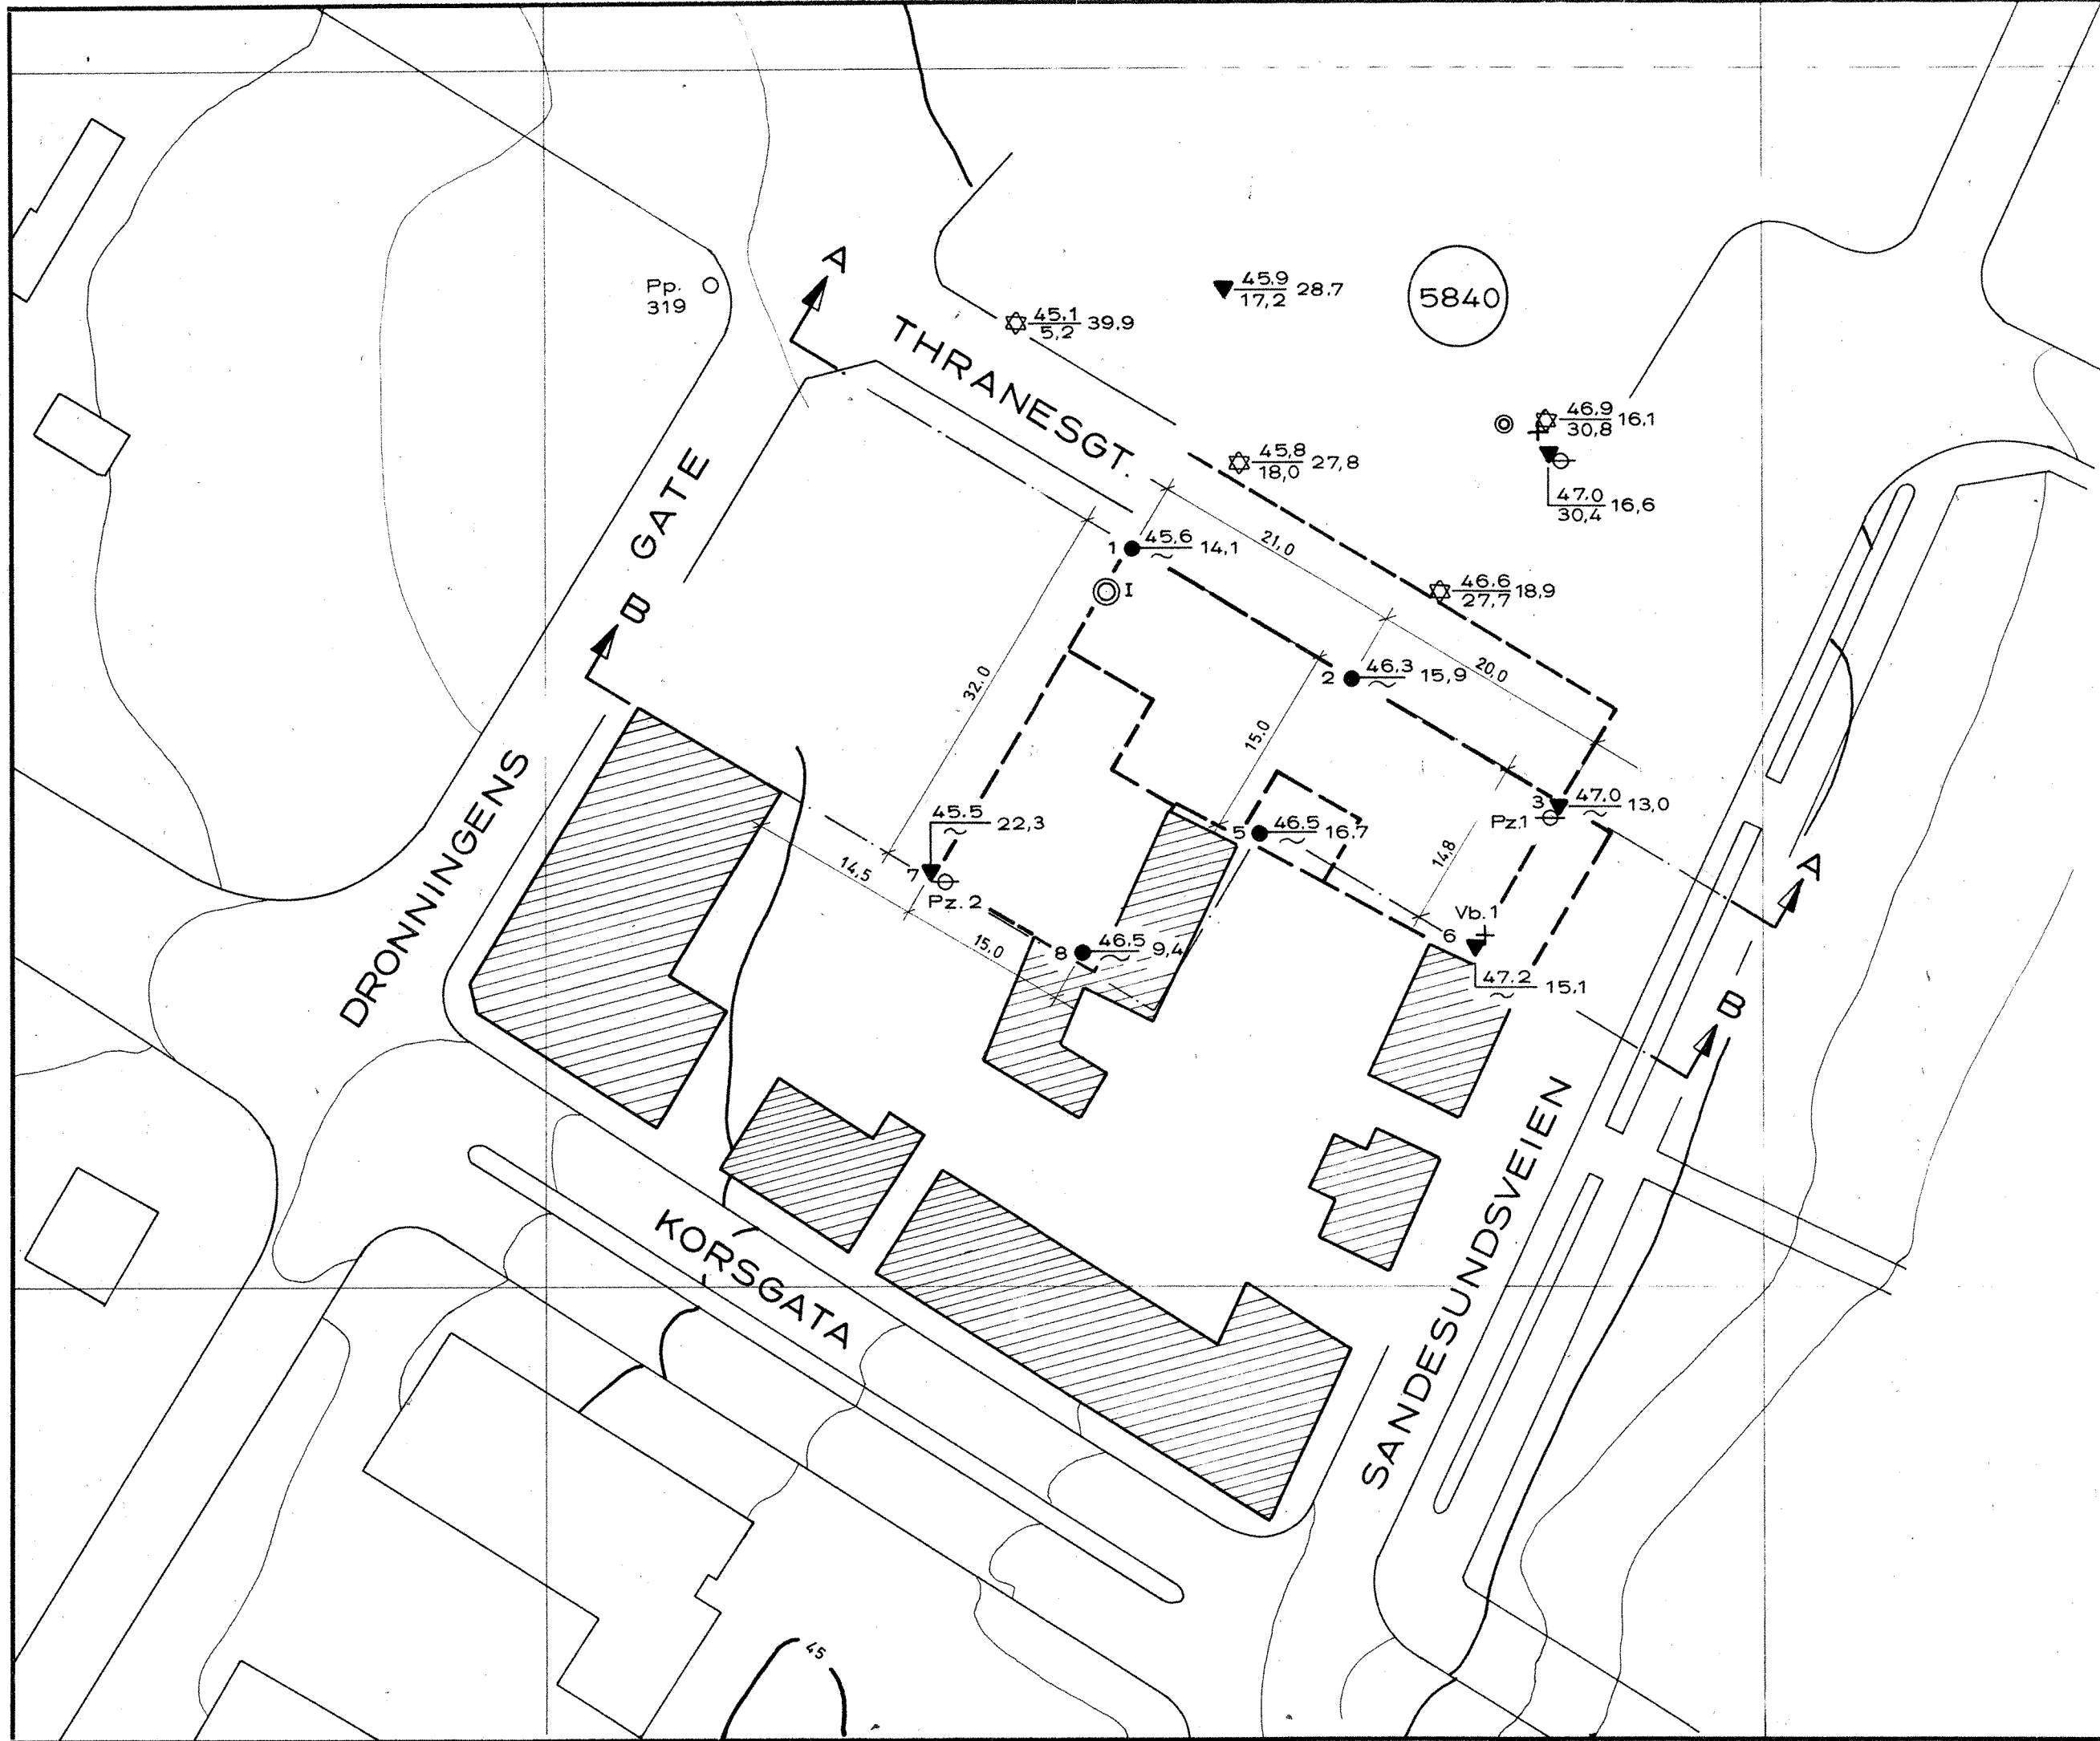 A
Pp.
319
45.9
17,2 28.7
5840
45.1
5,2 39.9
THRANESGT.
46.9
30.8 16.1
45,8
18,0 27,8
47.0
30,4 16,6
GATE
1 45,6
~ 14,1
21,0
I
46.6
27,7 18,9
B
32.0
2 46.3
~ 15,9
20,0
15.0
3 47.0
~ 13,0
Pz.1
45.5
~ 22,3
5 46.5
~ 16.7
14,8
14,5
7
Pz. 2
A
Vb. 1
6
15,0
8 46.5
~ 9,4
47.2
~ 15.1
B
DRONNINGENS
KORSGATA
SANDESUNDSVEIEN
45